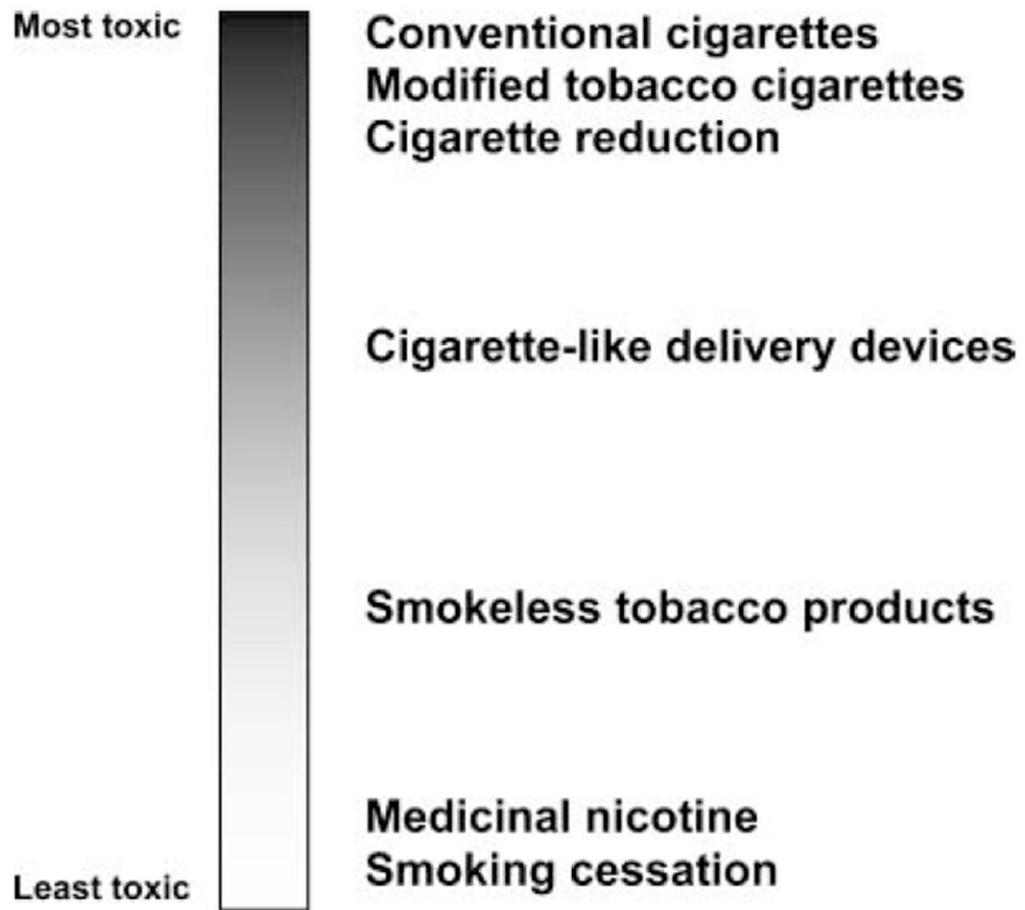 Most toxic
Conventional cigarettes
Modified tobacco cigarettes
Cigarette reduction
Cigarette-like delivery devices
Smokeless tobacco products
Medicinal nicotine
Smoking cessation
Least toxic